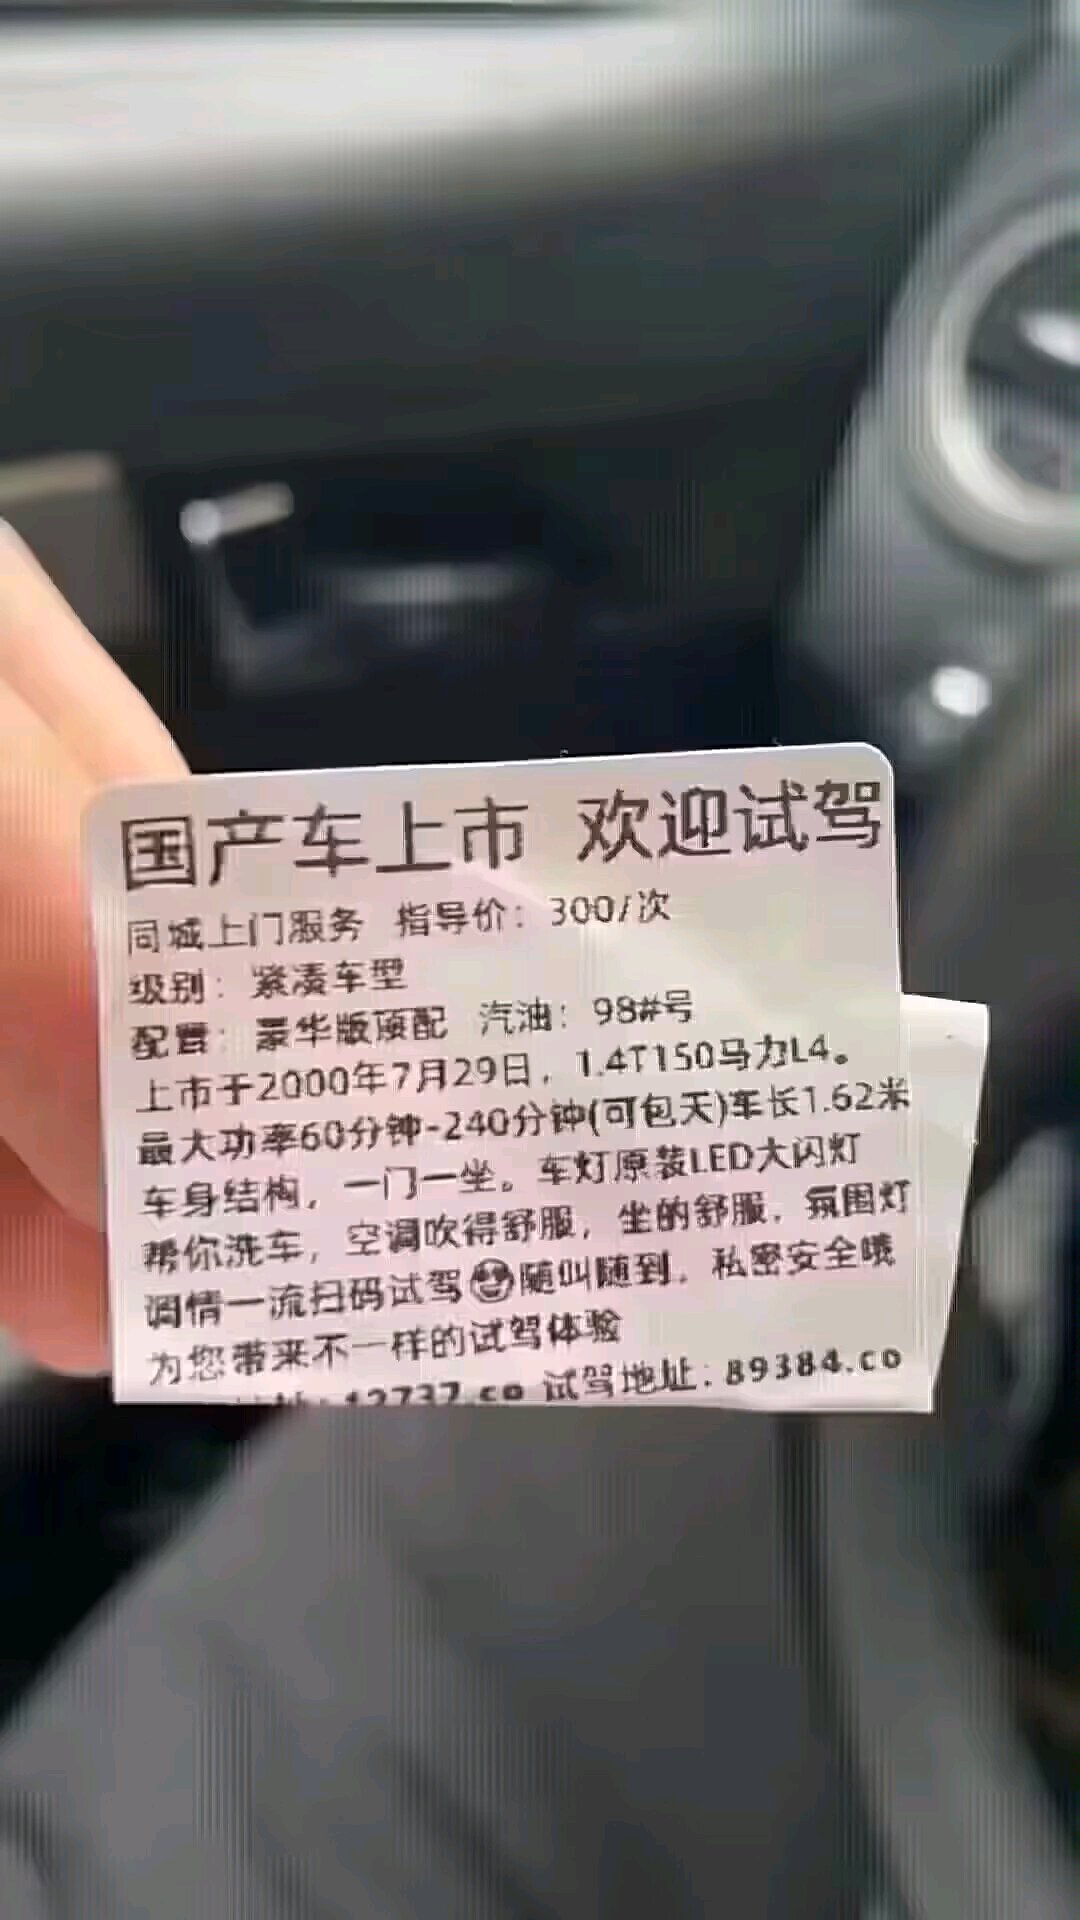 国产车上市 欢迎试驾
同城上门服务 指导价：300/次
级别：紧凑车型
配置：豪华版顶配 汽油：98#号
上市于2000年7月29日，1.4T150马力L4。
最大功率60分钟-240分钟(可包天)车长1.62米
车身结构，一门一坐。车灯原装LED大闪灯
帮你洗车，空调吹得舒服，坐的舒服，氛围灯
调情一流扫码试驾😍随叫随到，私密安全哦
为您带来不一样的试驾体验
12737.co 试驾地址：89384.co